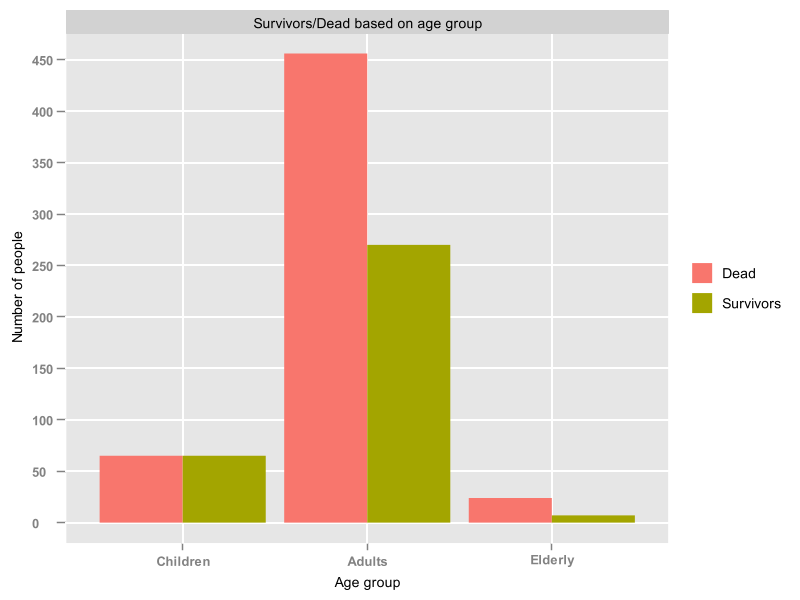 Survivors/Dead based on age group
Number of people
450
400
350
300
250
200
150
100
50
0
Children
Adults
Elderly
Age group
Dead
Survivors